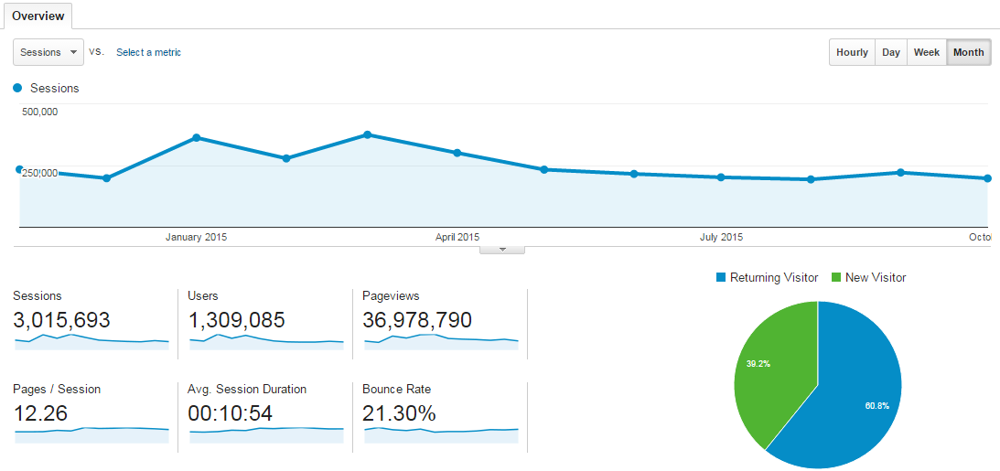 Overview
Sessions VS. Select a metric Hourly Day Week Month
Sessions
500,000
250,000
January 2015 April 2015 July 2015 Octo
Returning Visitor New Visitor
Sessions Users Pageviews
3,015,693 1,309,085 36,978,790
39.2%
60.8%
Pages / Session Avg. Session Duration Bounce Rate
12.26 00:10:54 21.30%